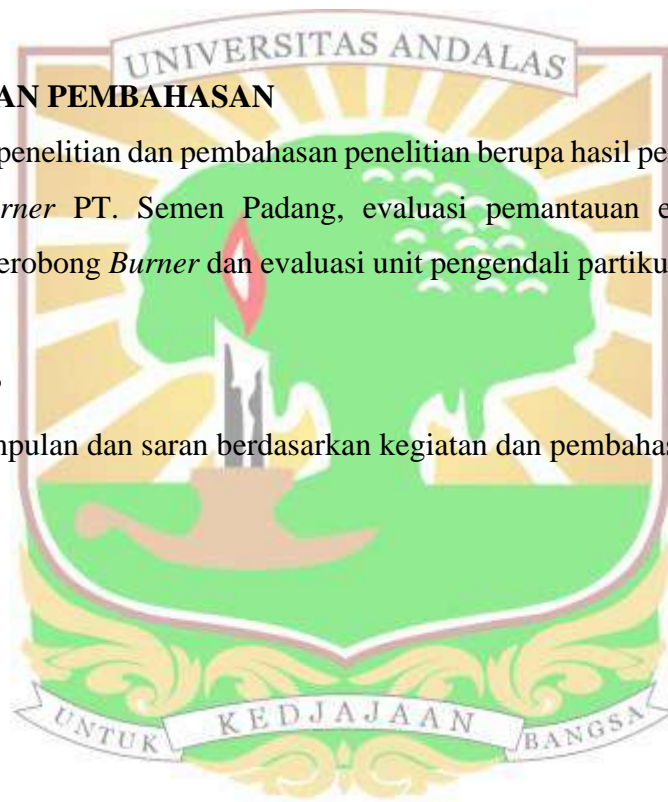 UNIVERSITAS ANDALAS
AN PEMBAHASAN
penelitian dan pembahasan penelitian berupa hasil pe
rner PT. Semen Padang, evaluasi pemantauan e
erobong Burner dan evaluasi unit pengendali partiku
mpulan dan saran berdasarkan kegiatan dan pembahas
UNTUK KEDJAJAAN BANGSA